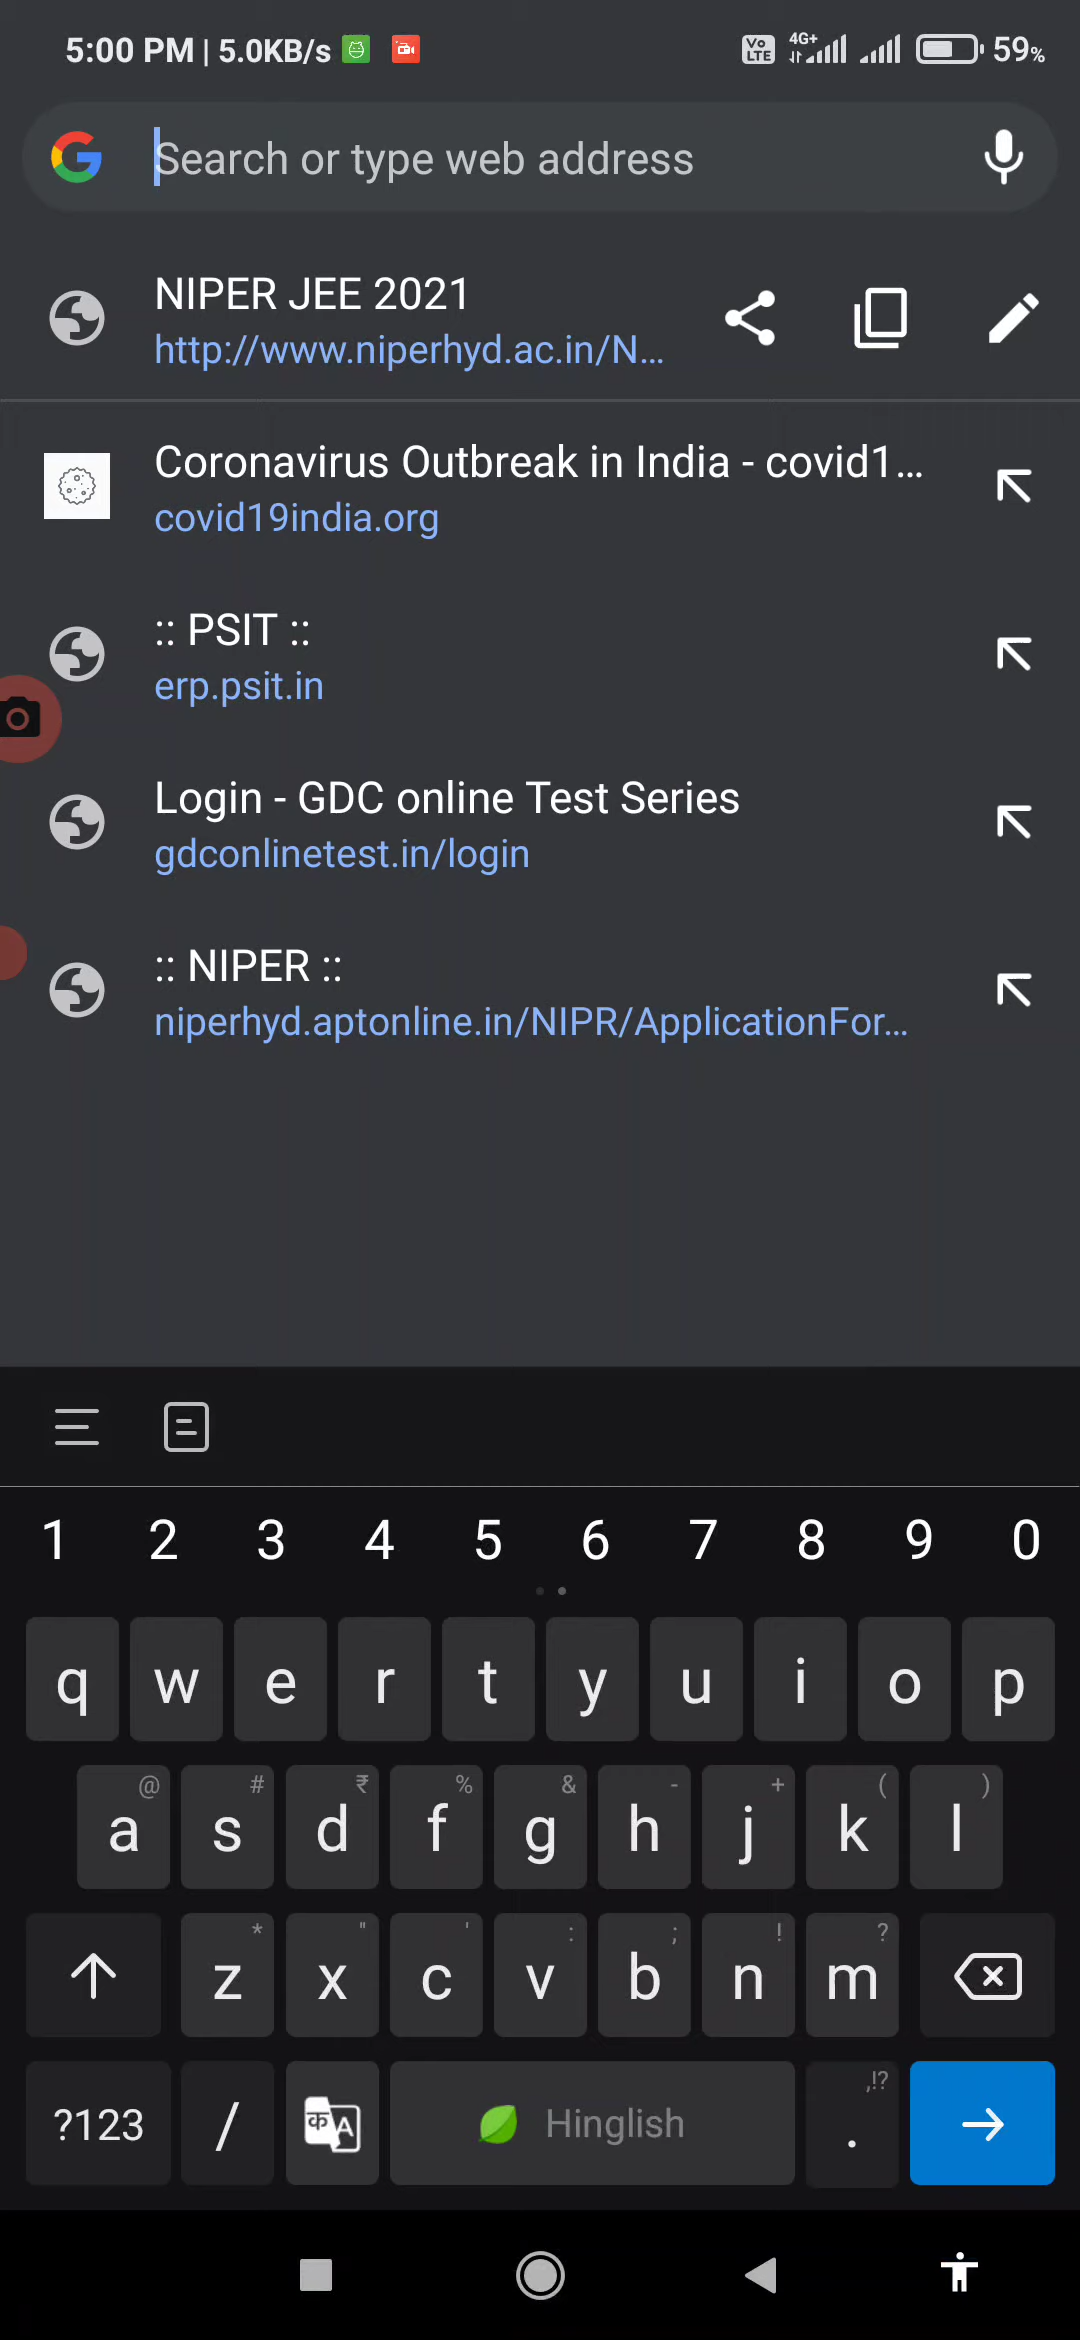 5:00 PM | 5.0KB/s Vo LTE 4G+ 59%
Search or type web address
NIPER JEE 2021
http://www.niperhyd.ac.in/N...
Coronavirus Outbreak in India - covid1...
covid19india.org
:: PSIT ::
erp.psit.in
Login - GDC online Test Series
gdconlinetest.in/login
:: NIPER ::
niperhyd.aptonline.in/NIPR/ApplicationFor...
1 2 3 4 5 6 7 8 9 0
q w e r t y u i o p
@ # ₹ % & - + ( )
a s d f g h j k l
* " ' : ; ! ?
z x c v b n m
,!?
?123 / क A Hinglish .